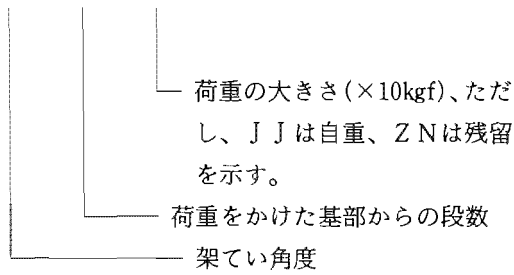 荷重の大きさ(×10kgf)、ただ
し、JJは自重、ZNは残留
を示す。
荷重をかけた基部からの段数
架てい角度